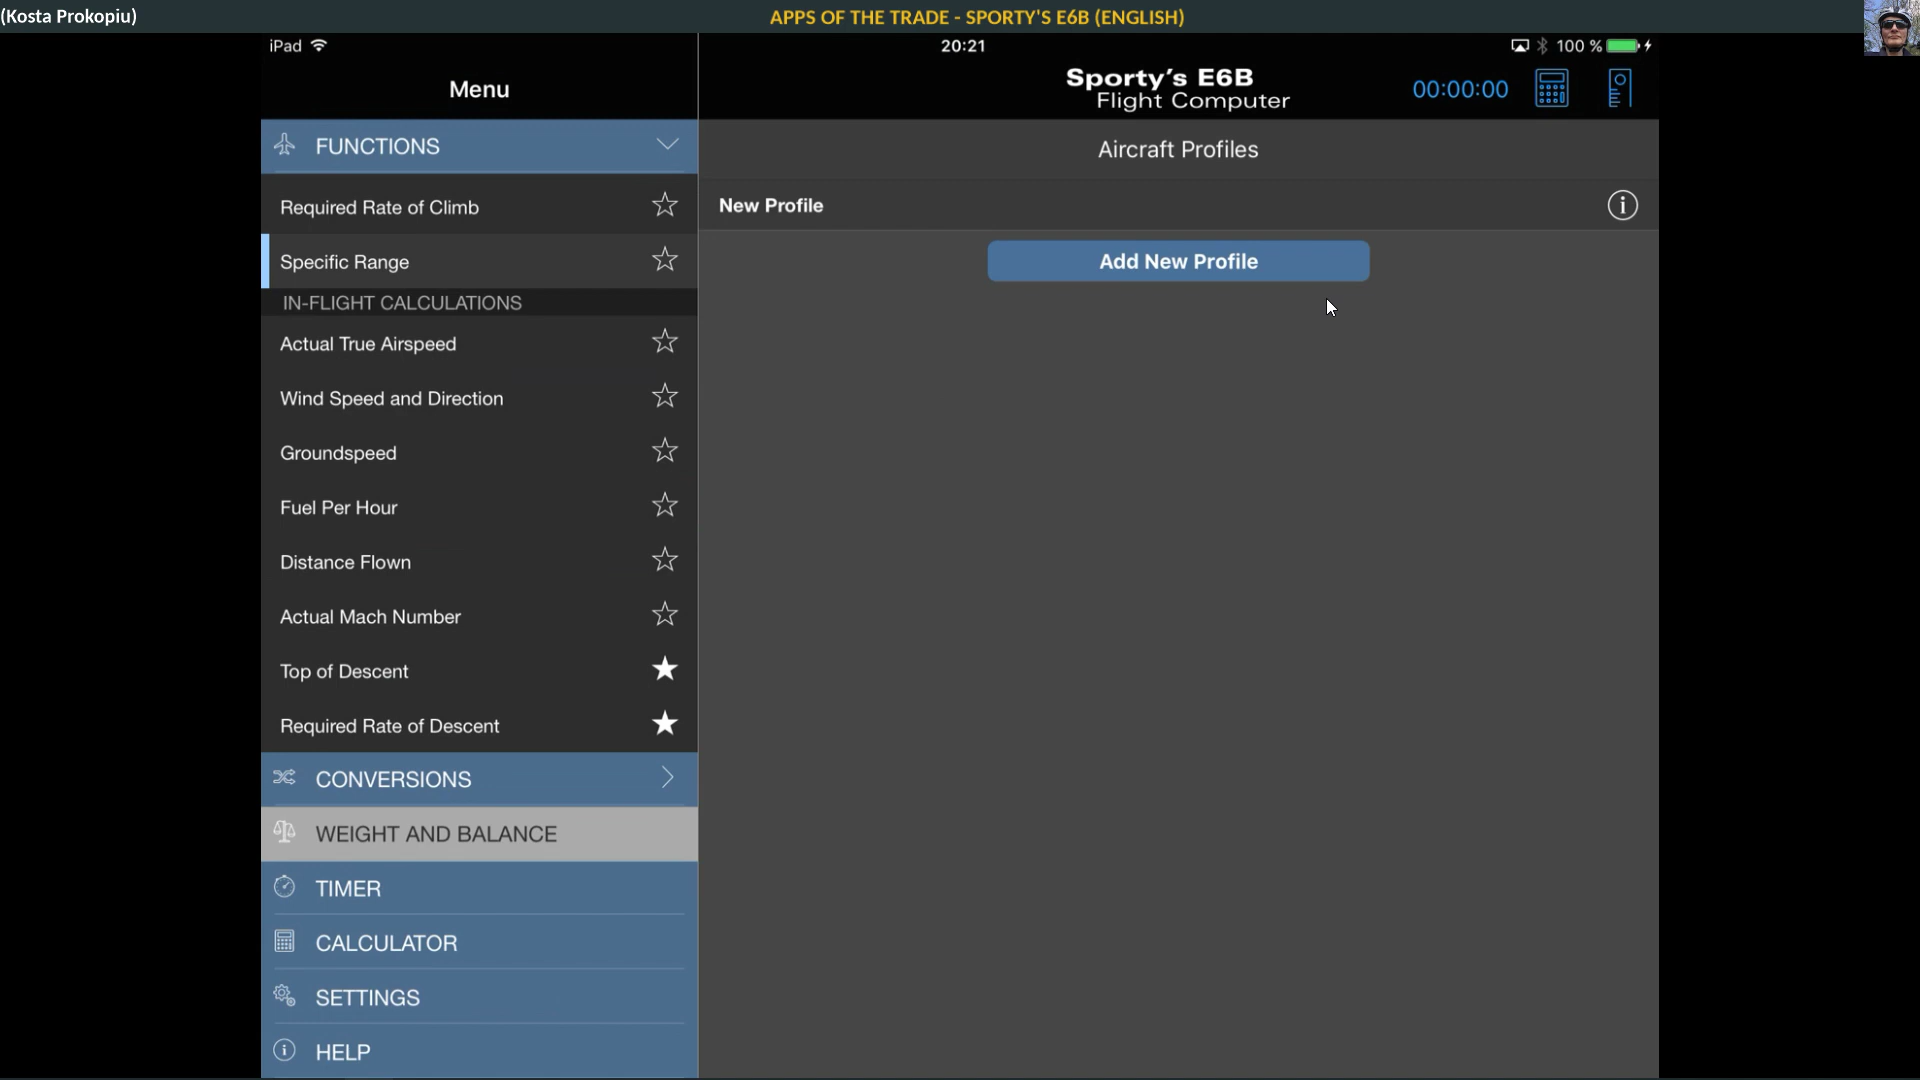 (Kosta Prokopiu)
APPS OF THE TRADE - SPORTY'S E6B (ENGLISH)
iPad
20:21
100 %
Menu
Sporty's E6B
Flight Computer
00:00:00
FUNCTIONS
Aircraft Profiles
Required Rate of Climb
New Profile
Specific Range
Add New Profile
IN-FLIGHT CALCULATIONS
Actual True Airspeed
Wind Speed and Direction
Groundspeed
Fuel Per Hour
Distance Flown
Actual Mach Number
Top of Descent
Required Rate of Descent
CONVERSIONS
WEIGHT AND BALANCE
TIMER
CALCULATOR
SETTINGS
HELP